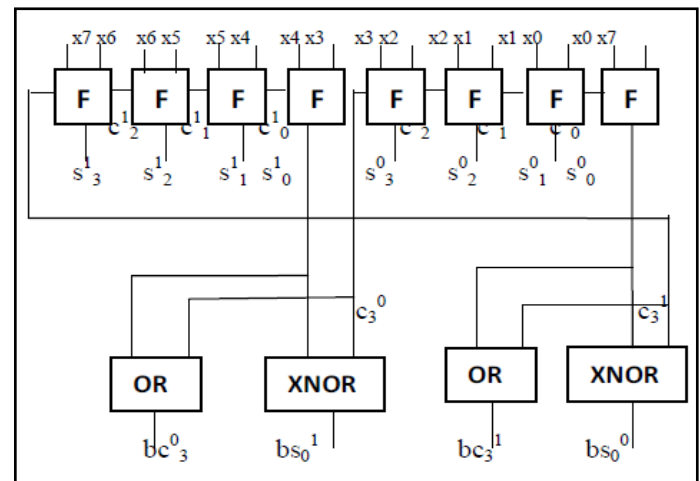 x7 x6 x6 x5 x5 x4 x4 x3 x3 x2 x2 x1 x1 x0 x0 x7
F F F F F F F F
c¹₂ c¹₁ c¹₀ c₂ c₁ c₀
s¹₃ s¹₂ s¹₁ s¹₀ s⁰₃ s⁰₂ s⁰₁ s⁰₀
c₃⁰ c₃¹
OR XNOR OR XNOR
bc⁰₃ bs₀¹ bc₃¹ bs₀⁰